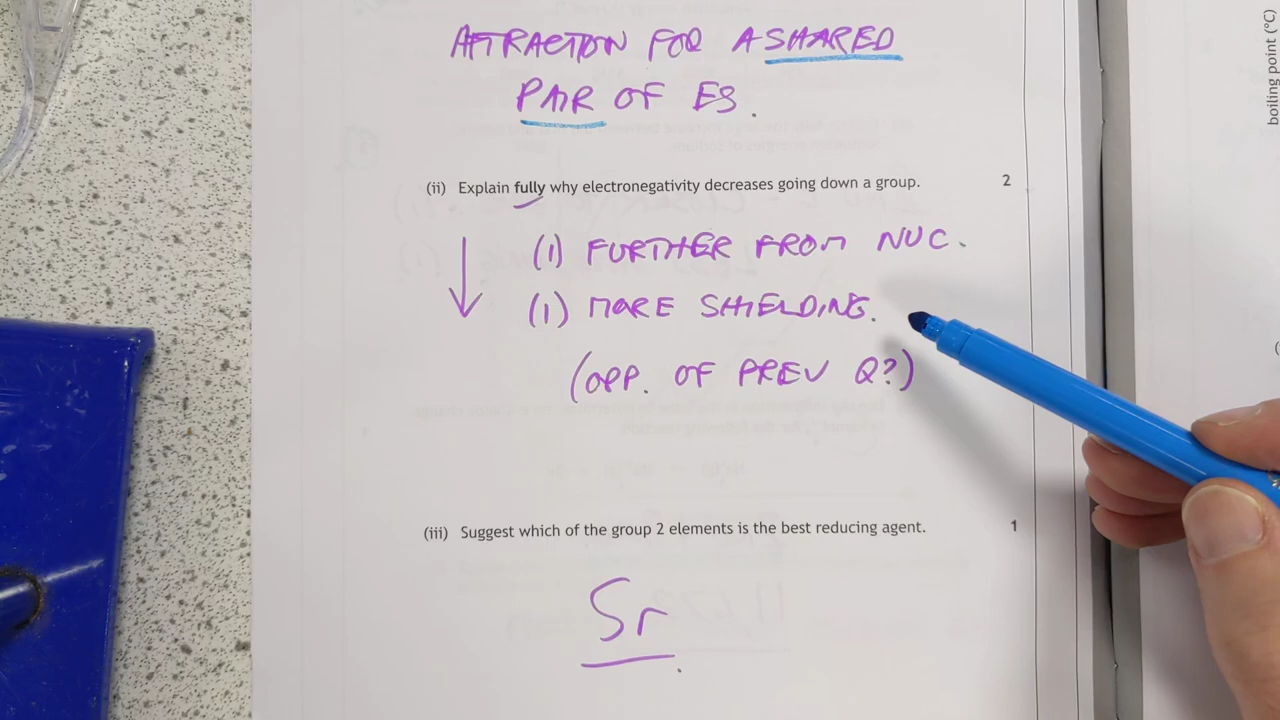 ATTRACTION FOR A SHARED
PAIR OF ES.
(ii) Explain fully why electronegativity decreases going down a group. 2
(1) FURTHER FROM NUC.
(1) MORE SHIELDING.
(OPP. OF PREV Q?)
(iii) Suggest which of the group 2 elements is the best reducing agent. 1
Sr
boiling point (°C)